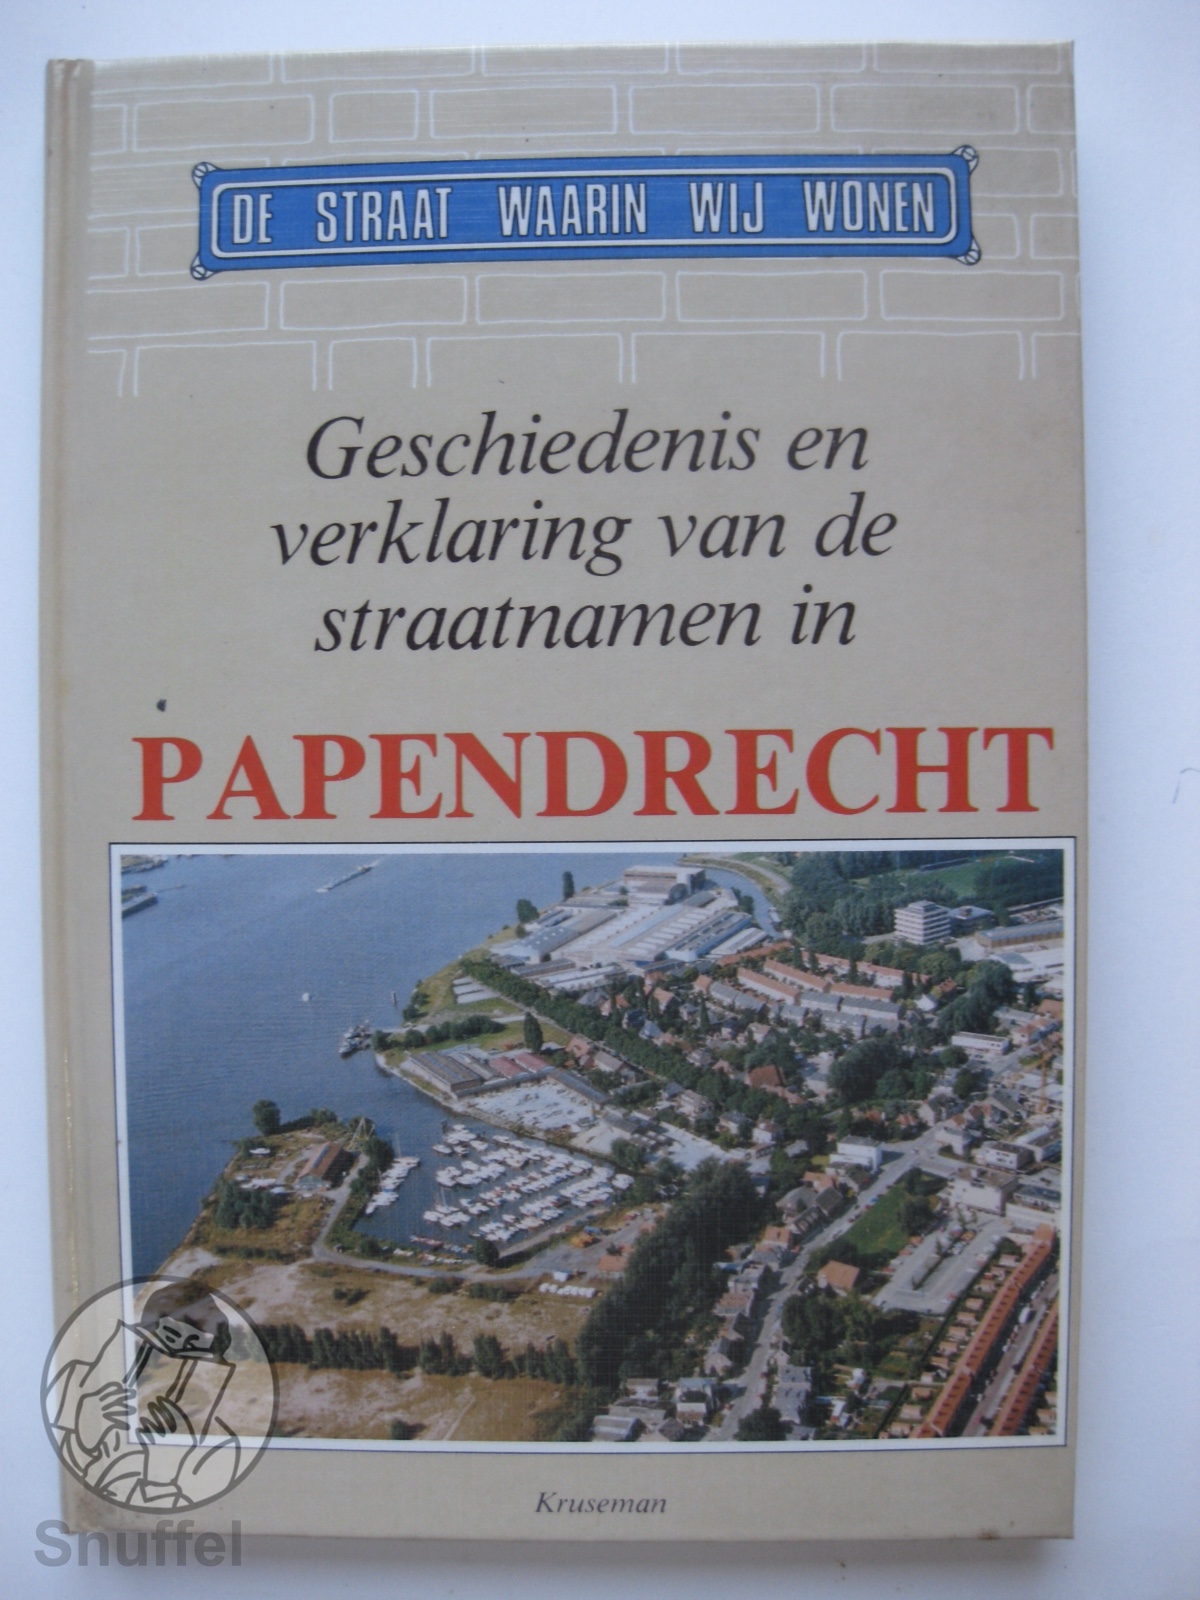 DE STRAAT WAARIN WIJ WONEN
Geschiedenis en
verklaring van de
straatnamen in
PAPENDRECHT
Kruseman
Snuffel